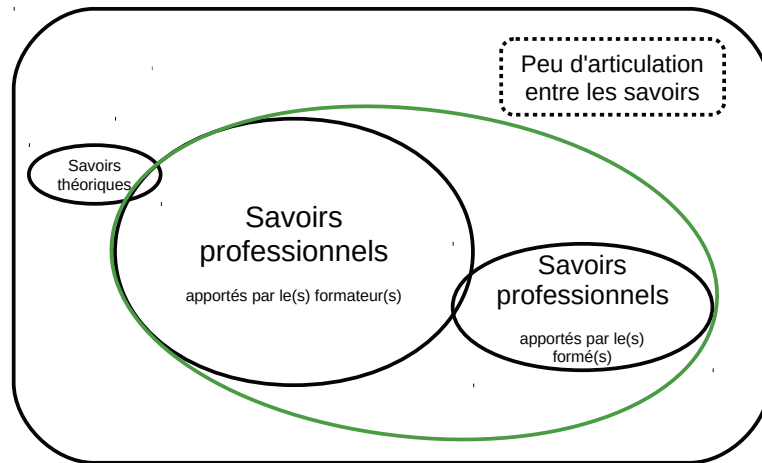 Peu d'articulation
entre les savoirs
Savoirs
théoriques
Savoirs
professionnels
apportés par le(s) formateur(s)
Savoirs
professionnels
apportés par le(s)
formé(s)